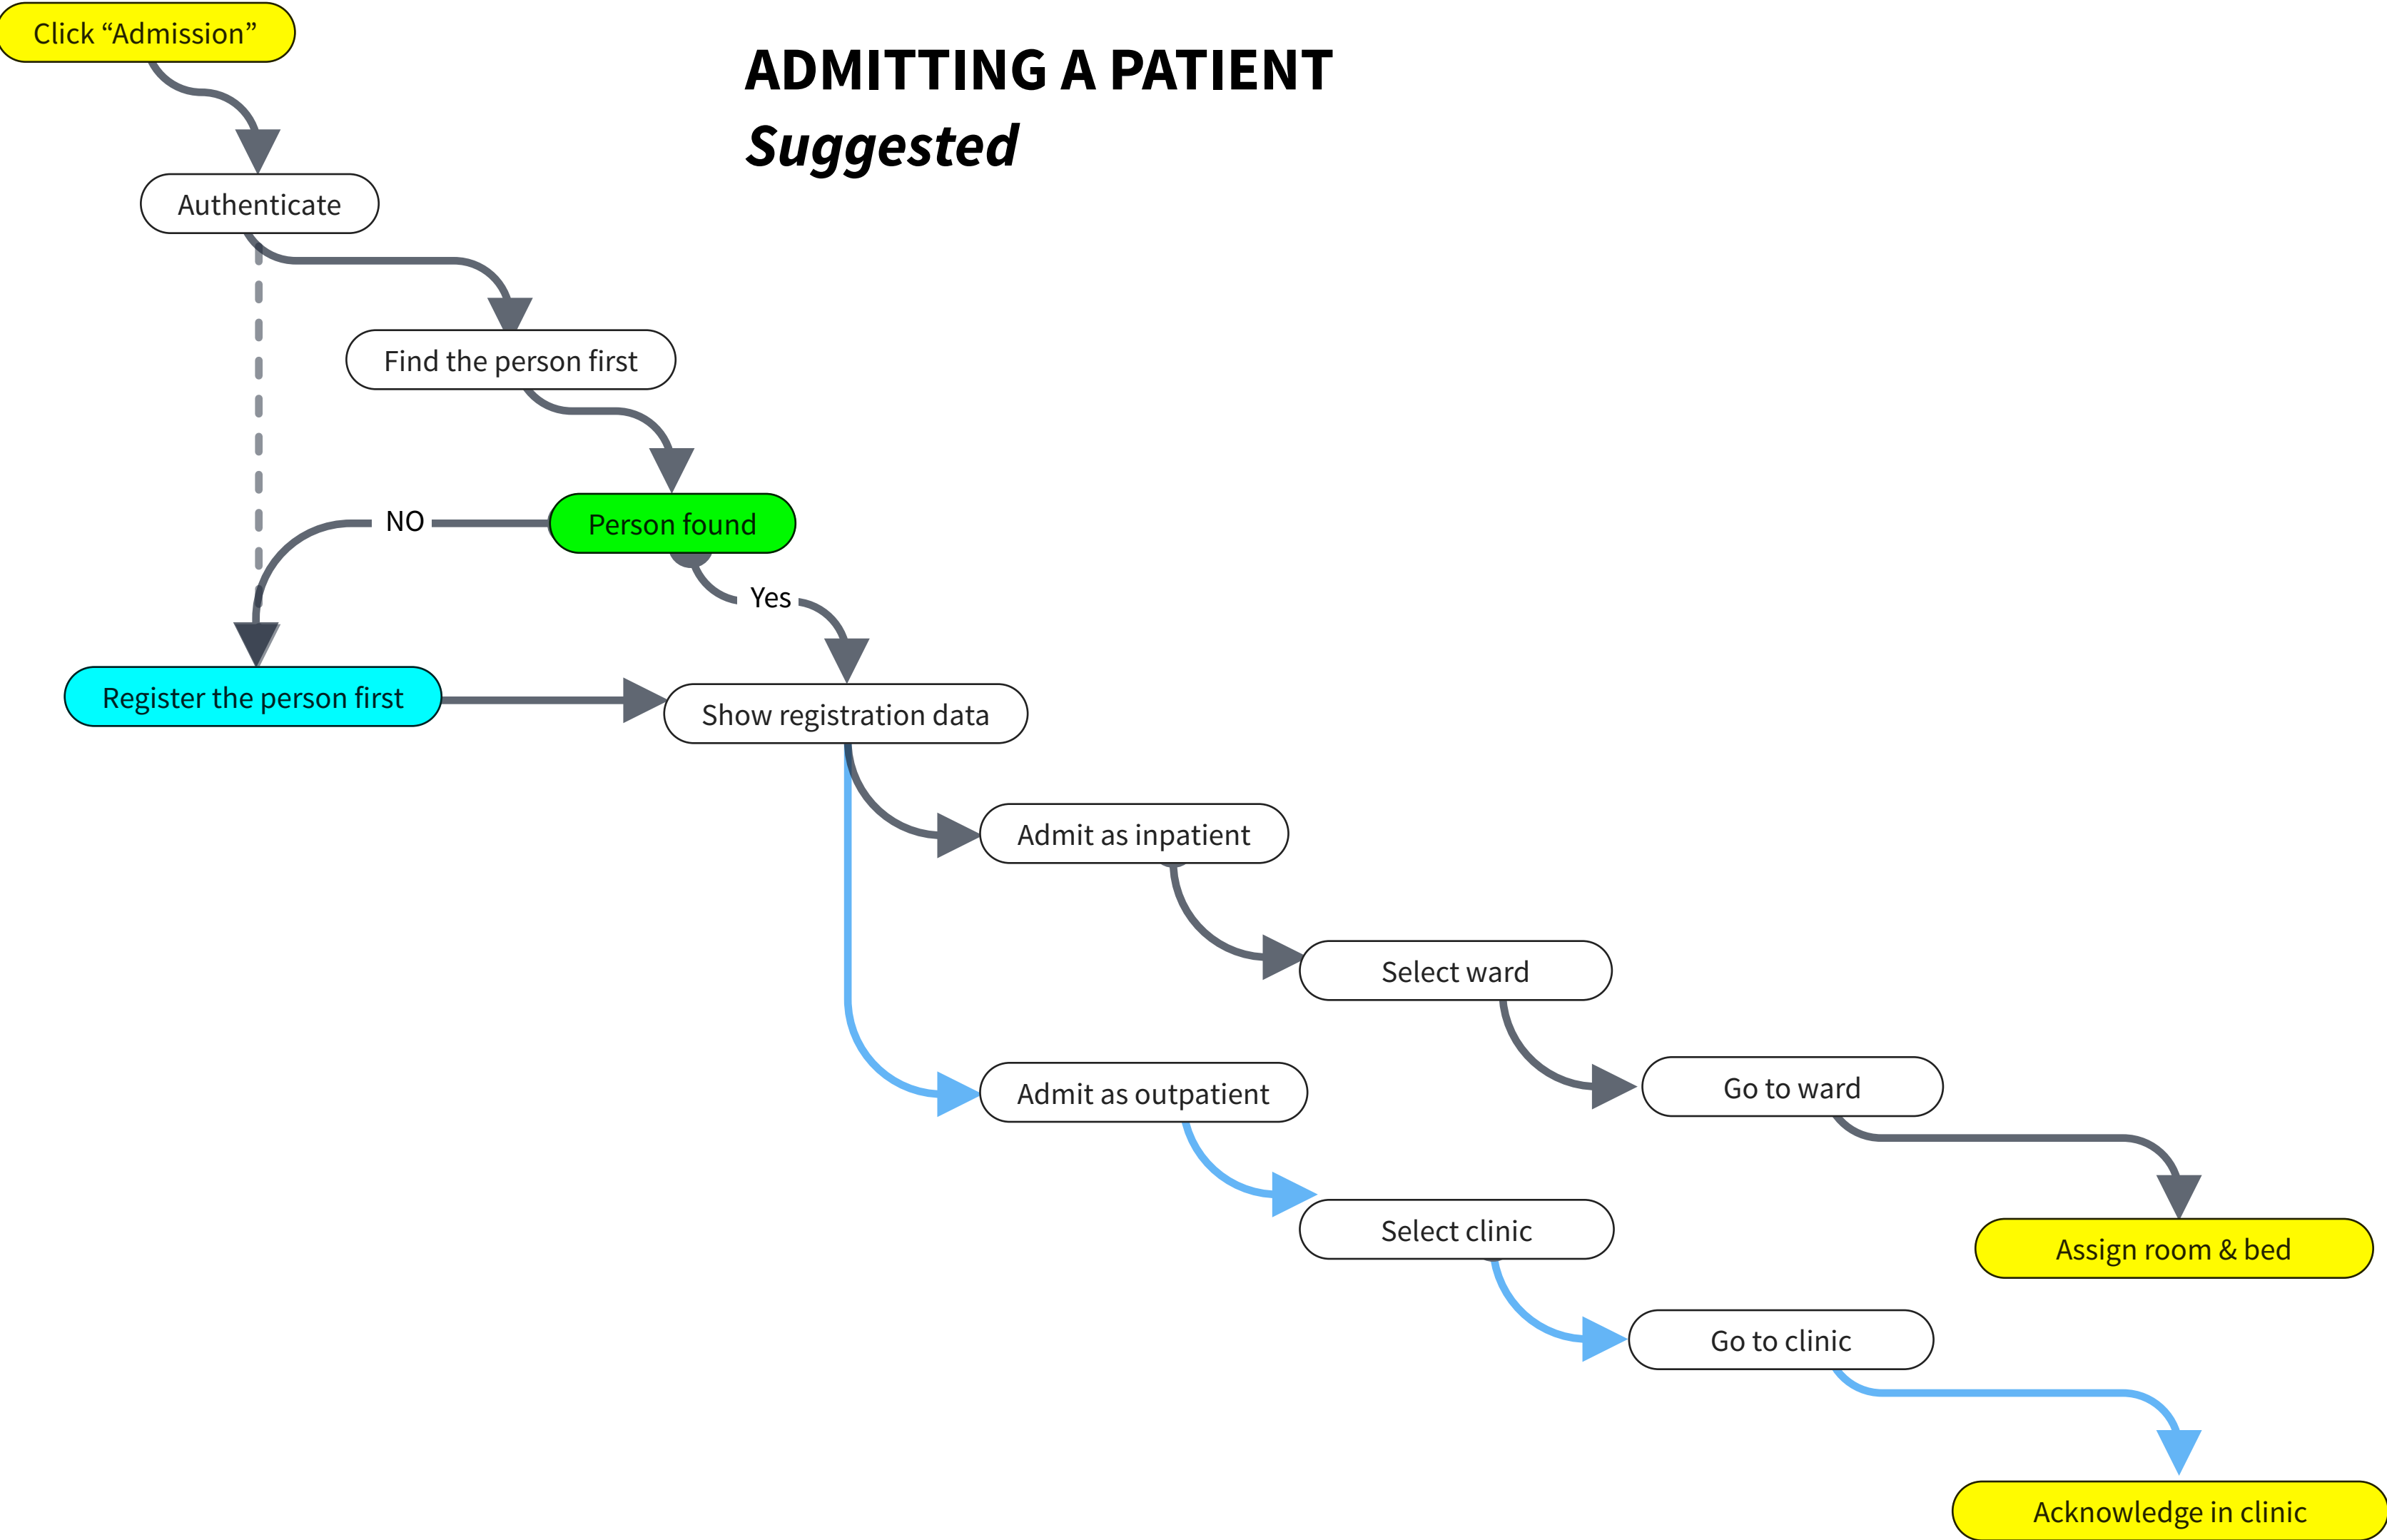 Click “Admission”
ADMITTING A PATIENT
Suggested
Authenticate
Find the person first
NO
Person found
Yes
Register the person first
Show registration data
Admit as inpatient
Select ward
Go to ward
Admit as outpatient
Select clinic
Assign room & bed
Go to clinic
Acknowledge in clinic